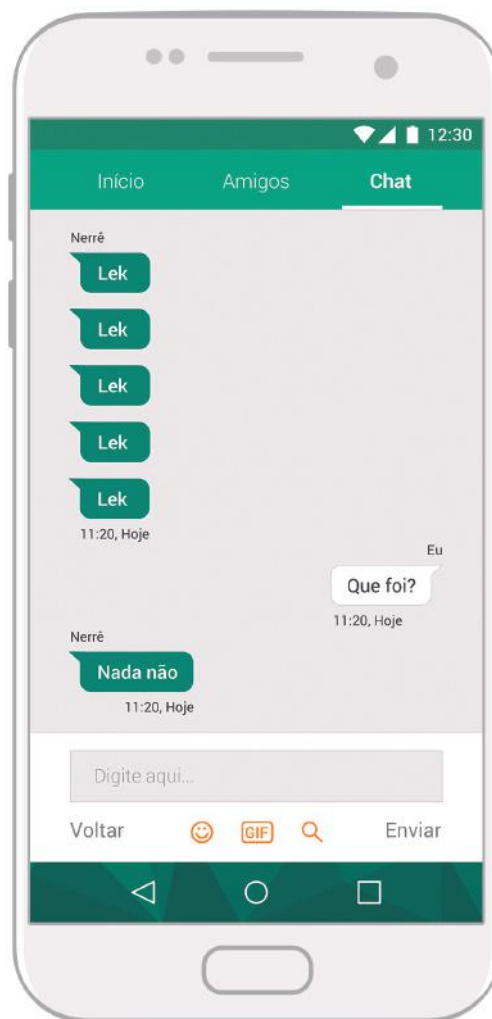 12:30
Início Amigos Chat
Nerrê
Lek
Lek
Lek
Lek
Lek
11:20, Hoje
Eu
Que foi?
11:20, Hoje
Nerrê
Nada não
11:20, Hoje
Digite aqui...
Voltar GIF Enviar